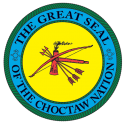 THE GREAT SEAL
OF THE CHOCTAW NATION